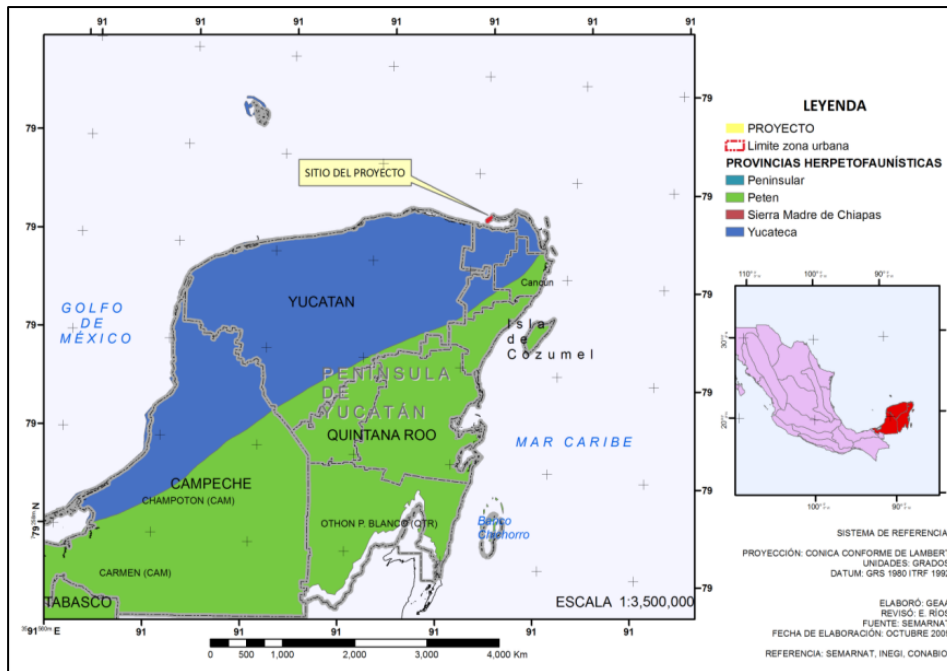 91 91 91 91 91 91
79
79
79
79
79
79
79
79
79
79
79
SITIO DEL PROYECTO
YUCATAN
Cancún
GOLFO
DE
MÉXICO
Isla
de
Cozumel
PENINSULA
DE
YUCATÁN
QUINTANA ROO
MAR CARIBE
CAMPECHE
CHAMPOTON (CAM)
OTHON P. BLANCO (QTR)
Banco
Chinchorro
CARMEN (CAM)
TABASCO
ESCALA 1:3,500,000
N
E
91 91 91 91 91 91
0 500 1,000 2,000 3,000 4,000 Km
LEYENDA
PROYECTO
Limite zona urbana
PROVINCIAS HERPETOFAUNÍSTICAS
Peninsular
Peten
Sierra Madre de Chiapas
Yucateca
SISTEMA DE REFERENCIA
PROYECCIÓN: CONICA CONFORME DE LAMBERT
UNIDADES: GRADOS
DATUM: GRS 1980 ITRF 1992
ELABORÓ: GEAA
REVISÓ: E. RÍOS
FUENTE: SEMARNAT
FECHA DE ELABORACIÓN: OCTUBRE 200
REFERENCIA: SEMARNAT, INEGI, CONABIO